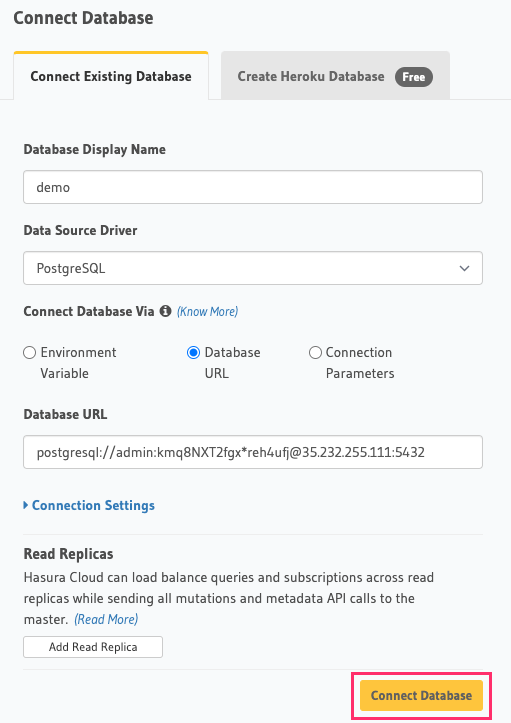 Connect Database
Connect Existing Database
Create Heroku Database Free
Database Display Name
demo
Data Source Driver
PostgreSQL
Connect Database Via (Know More)
Environment Variable
Database URL
Connection Parameters
Database URL
postgresql://admin:kmq8NXT2fgx*reh4ufj@35.232.255.111:5432
Connection Settings
Read Replicas
Hasura Cloud can load balance queries and subscriptions across read
replicas while sending all mutations and metadata API calls to the
master. (Read More)
Add Read Replica
Connect Database